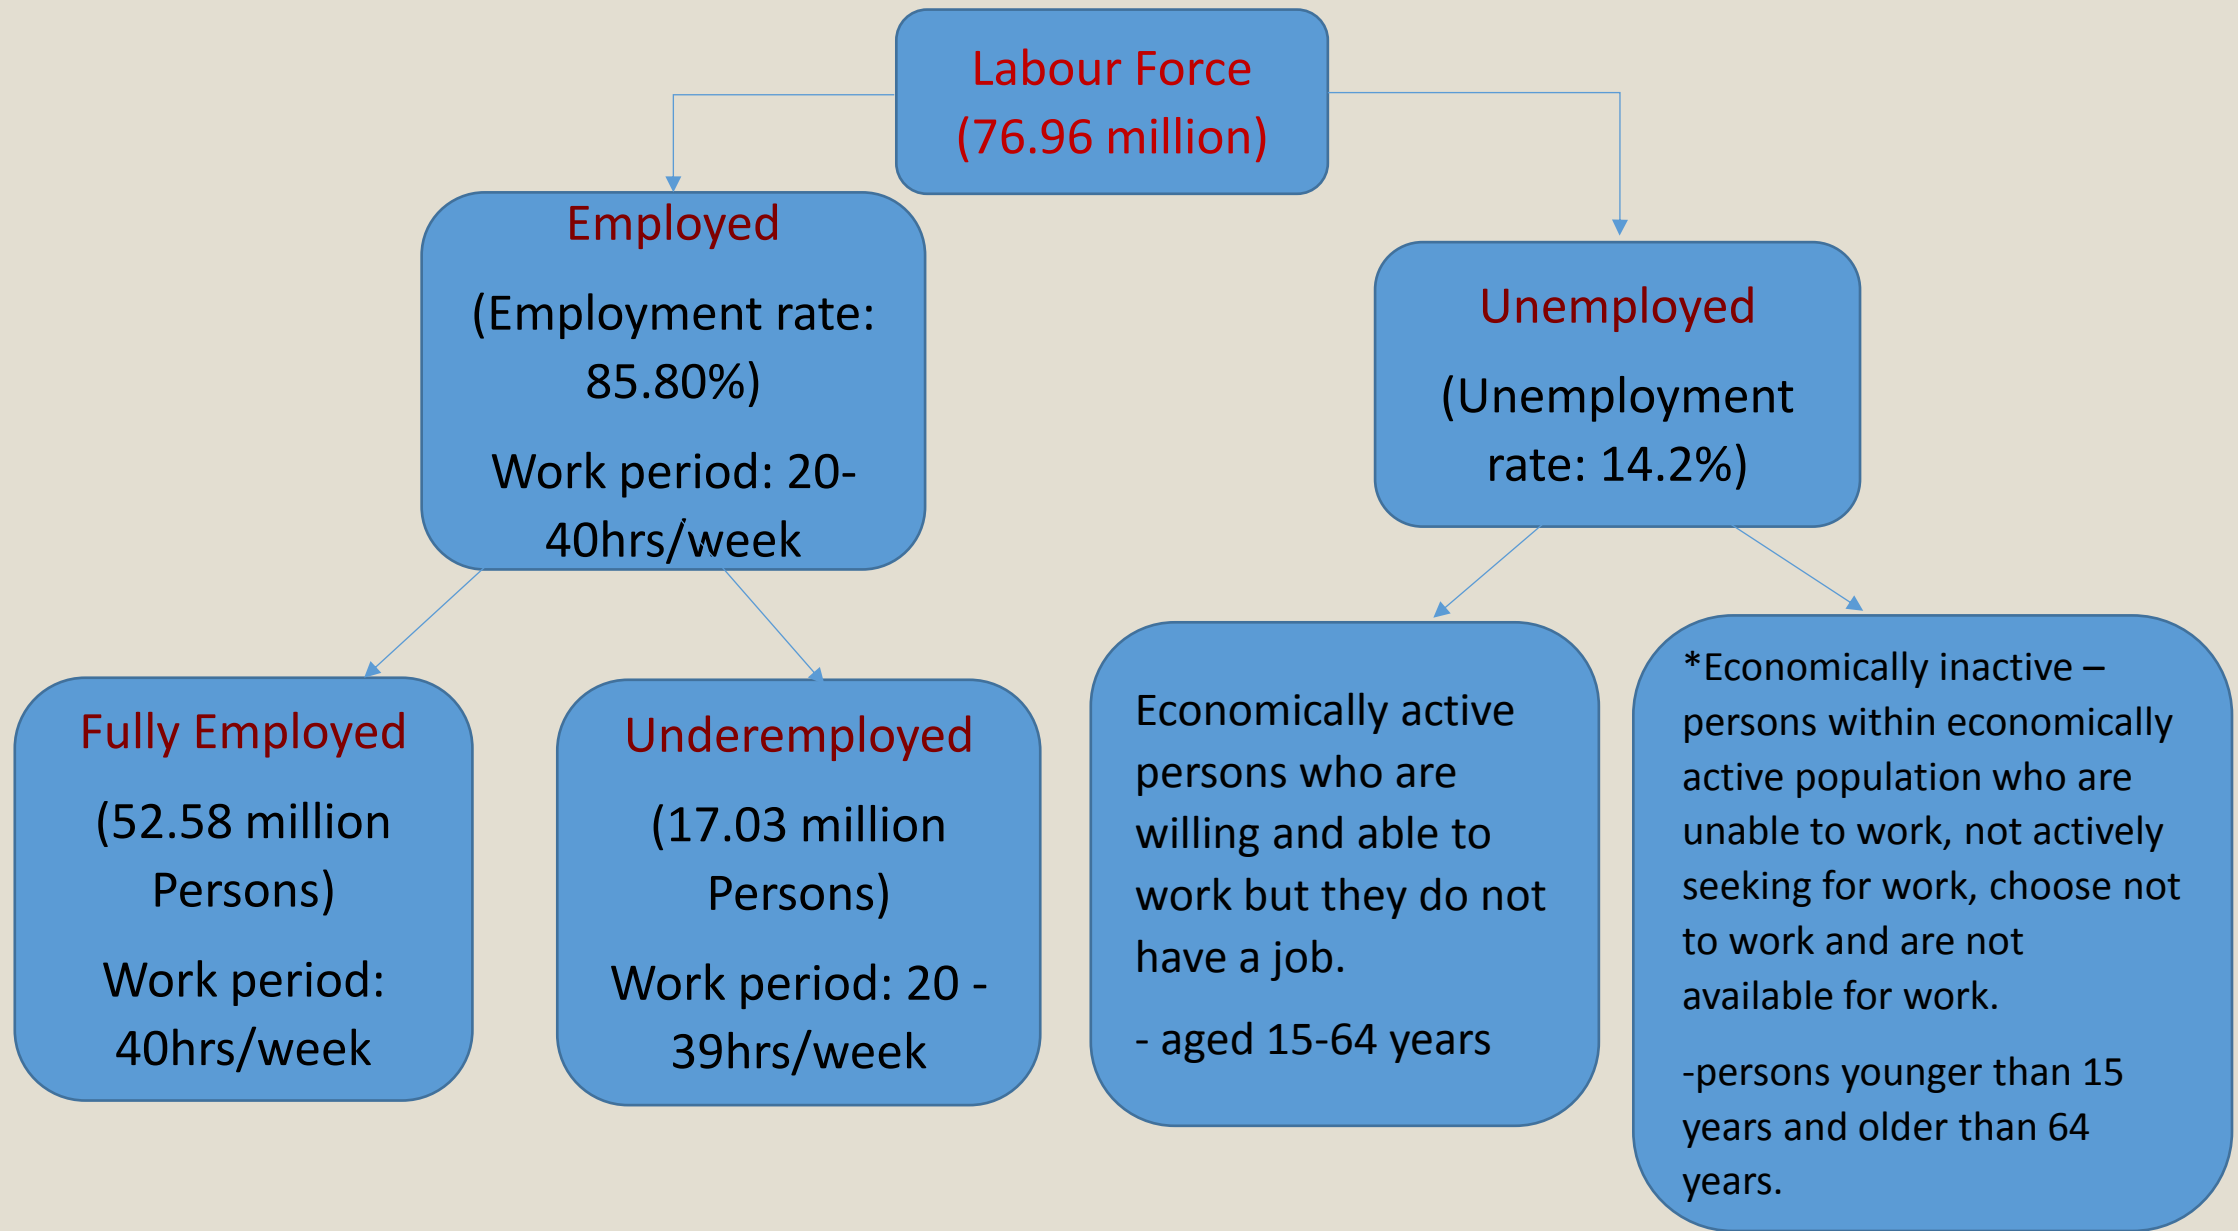 Labour Force
(76.96 million)
Employed
(Employment rate:
85.80%)
Work period: 20-
40hrs/week
Unemployed
(Unemployment
rate: 14.2%)
Fully Employed
(52.58 million
Persons)
Work period:
40hrs/week
Underemployed
(17.03 million
Persons)
Work period: 20 -
39hrs/week
Economically active
persons who are
willing and able to
work but they do not
have a job.
- aged 15-64 years
*Economically inactive –
persons within economically
active population who are
unable to work, not actively
seeking for work, choose not
to work and are not
available for work.
-persons younger than 15
years and older than 64
years.